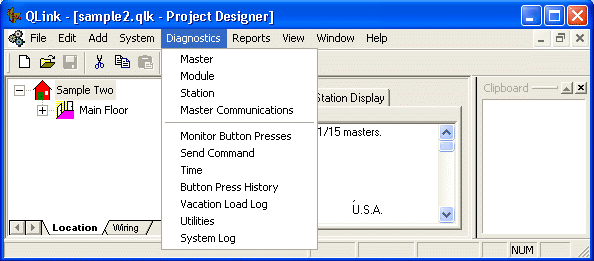 QLink - [sample2.qlk - Project Designer]
File Edit Add System Diagnostics Reports View Window Help
Master
Module
Station
Master Communications
Monitor Button Presses
Send Command
Time
Button Press History
Vacation Load Log
Utilities
System Log
Sample Two
Main Floor
Location Wiring
Station Display
1/15 masters.
U.S.A.
Clipboard
NUM